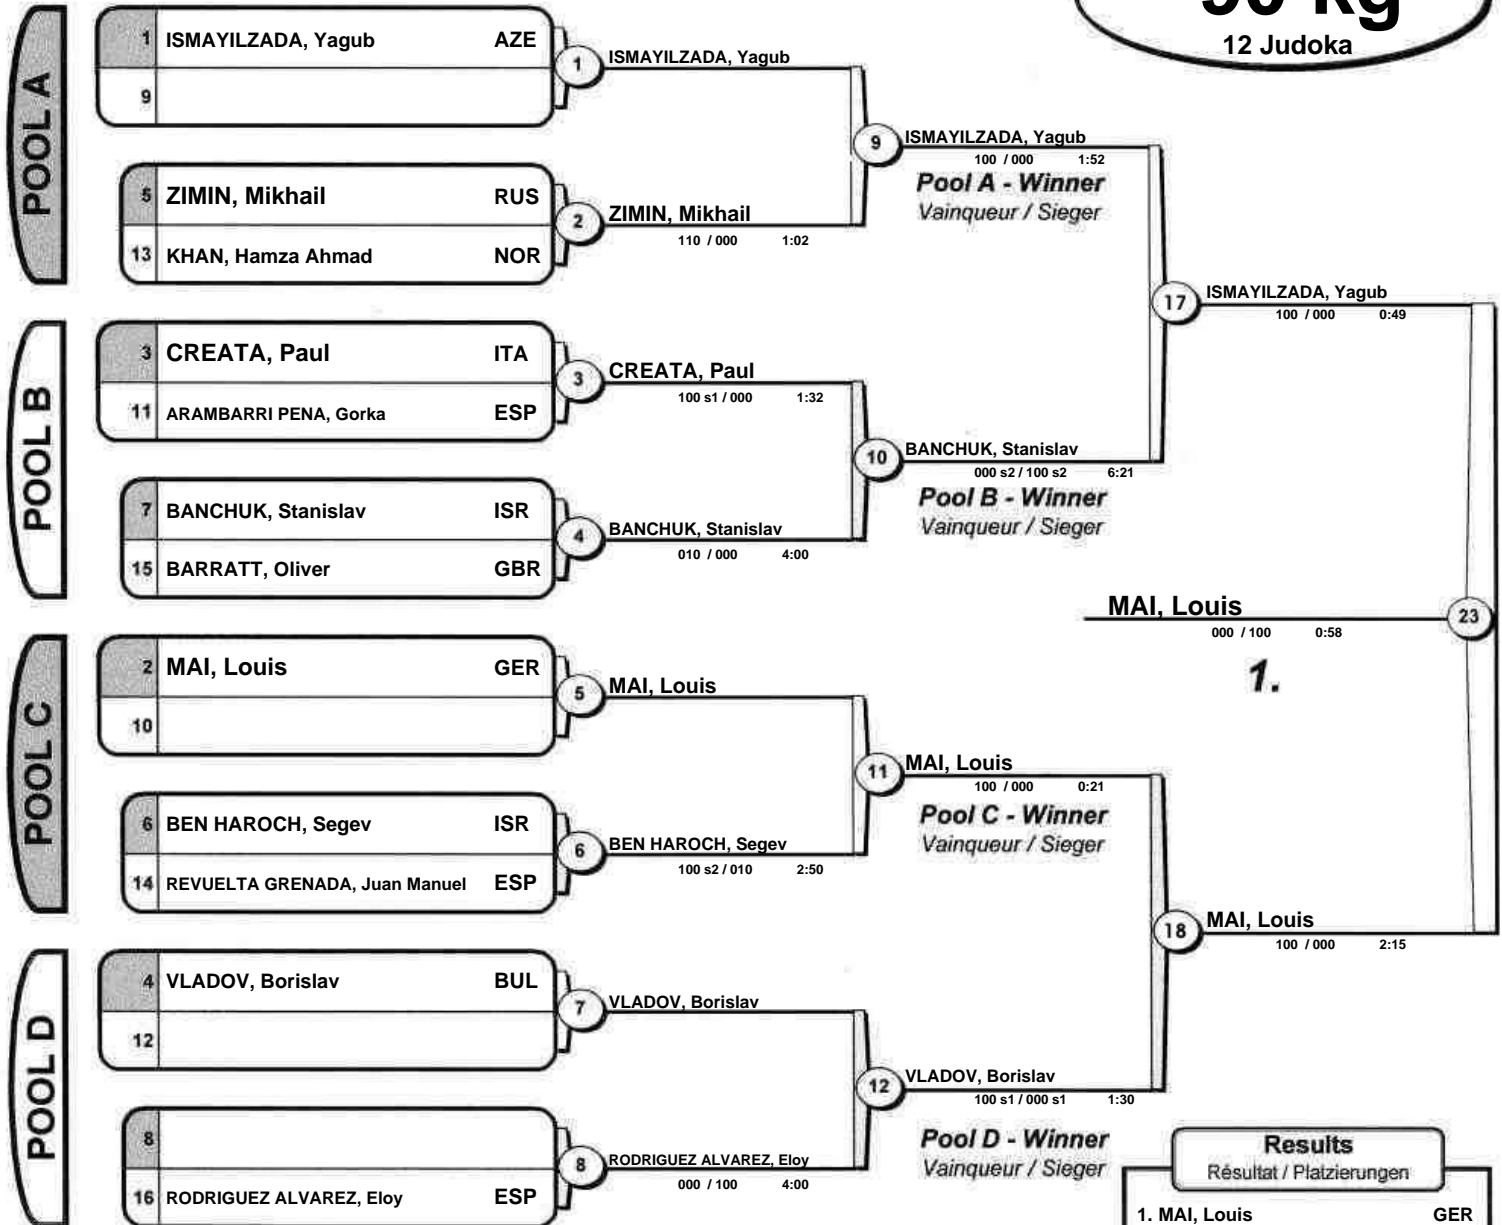 90 kg
12 Judoka
POOL A
1 ISMAYILZADA, Yagub AZE
9
1
ISMAYILZADA, Yagub
5 ZIMIN, Mikhail RUS
13 KHAN, Hamza Ahmad NOR
2
ZIMIN, Mikhail
110 / 000 1:02
9
ISMAYILZADA, Yagub
100 / 000 1:52
Pool A - Winner
Vainqueur / Sieger
POOL B
3 CREATA, Paul ITA
11 ARAMBARRI PENA, Gorka ESP
3
CREATA, Paul
100 s1 / 000 1:32
7 BANCHUK, Stanislav ISR
15 BARRATT, Oliver GBR
4
BANCHUK, Stanislav
010 / 000 4:00
10
BANCHUK, Stanislav
000 s2 / 100 s2 6:21
Pool B - Winner
Vainqueur / Sieger
17
ISMAYILZADA, Yagub
100 / 000 0:49
MAI, Louis
000 / 100 0:58
23
1.
POOL C
2 MAI, Louis GER
10
5
MAI, Louis
6 BEN HAROCH, Segev ISR
14 REVUELTA GRENADA, Juan Manuel ESP
6
BEN HAROCH, Segev
100 s2 / 010 2:50
11
MAI, Louis
100 / 000 0:21
Pool C - Winner
Vainqueur / Sieger
18
MAI, Louis
100 / 000 2:15
POOL D
4 VLADOV, Borislav BUL
12
7
VLADOV, Borislav
8
16 RODRIGUEZ ALVAREZ, Eloy ESP
8
RODRIGUEZ ALVAREZ, Eloy
000 / 100 4:00
12
VLADOV, Borislav
100 s1 / 000 s1 1:30
Pool D - Winner
Vainqueur / Sieger
Results
Résultat / Platzierungen
1. MAI, Louis GER